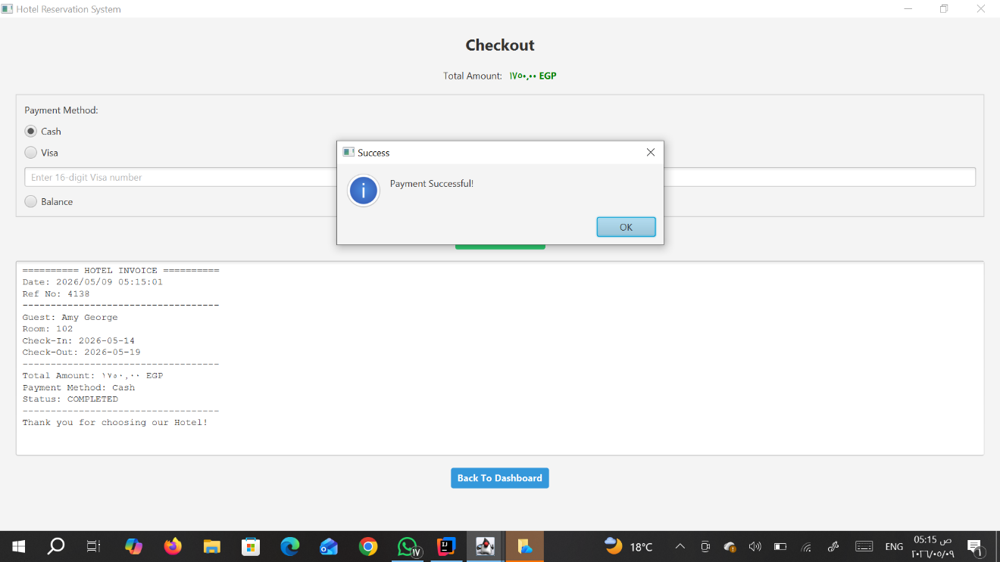 Hotel Reservation System
Checkout
Total Amount: ١٧٥٠,٠٠ EGP
Payment Method:
Cash
Visa
Enter 16-digit Visa number
Balance
Success
Payment Successful!
OK
========== HOTEL INVOICE ==========
Date: 2026/05/09 05:15:01
Ref No: 4138
-----------------------------------
Guest: Amy George
Room: 102
Check-In: 2026-05-14
Check-Out: 2026-05-19
-----------------------------------
Total Amount: ١٧٥٠,٠٠ EGP
Payment Method: Cash
Status: COMPLETED
-----------------------------------
Thank you for choosing our Hotel!
Back To Dashboard
18°C
ENG
05:15 ص
٢٠٢٦/٠٥/٠٩
1